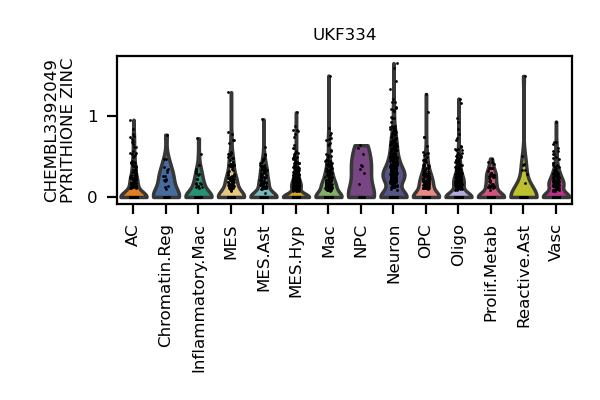 UKF334
CHEMBL3392049
PYRITHIONE ZINC
1
0
AC
Chromatin.Reg
Inflammatory.Mac
MES
MES.Ast
MES.Hyp
Mac
NPC
Neuron
OPC
Oligo
Prolif.Metab
Reactive.Ast
Vasc